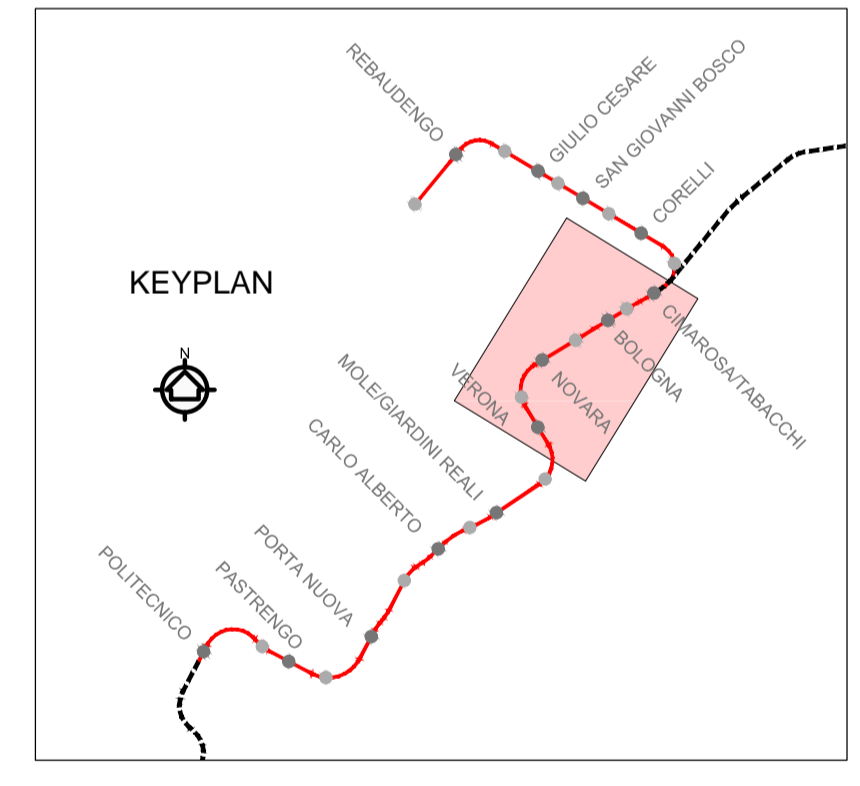 REBAUDENGO
GIULIO CESARE
SAN GIOVANNI BOSCO
CORELLI
KEYPLAN
N
CIMAROSA/TABACCHI
BOLOGNA
NOVARA
VERONA
MOLE/GIARDINI REALI
CARLO ALBERTO
PORTA NUOVA
PASTRENGO
POLITECNICO